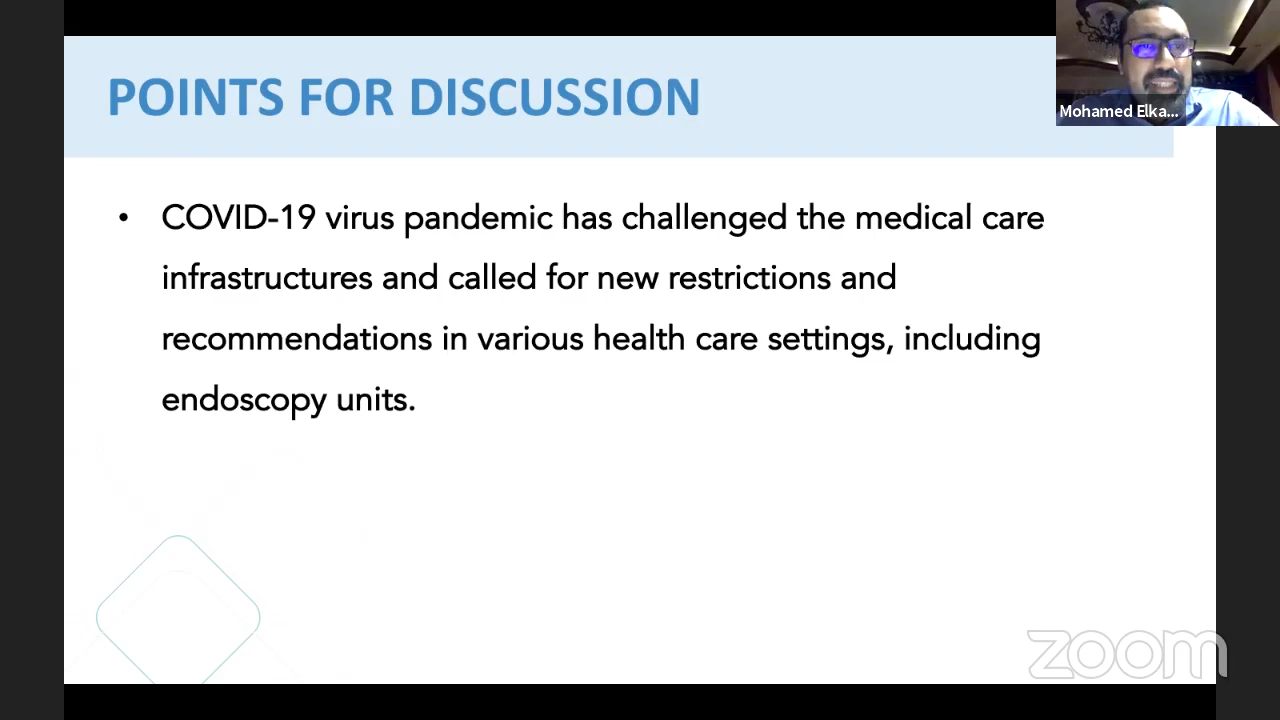 POINTS FOR DISCUSSION
Mohamed Elka...
• COVID-19 virus pandemic has challenged the medical care
infrastructures and called for new restrictions and
recommendations in various health care settings, including
endoscopy units.
zoom